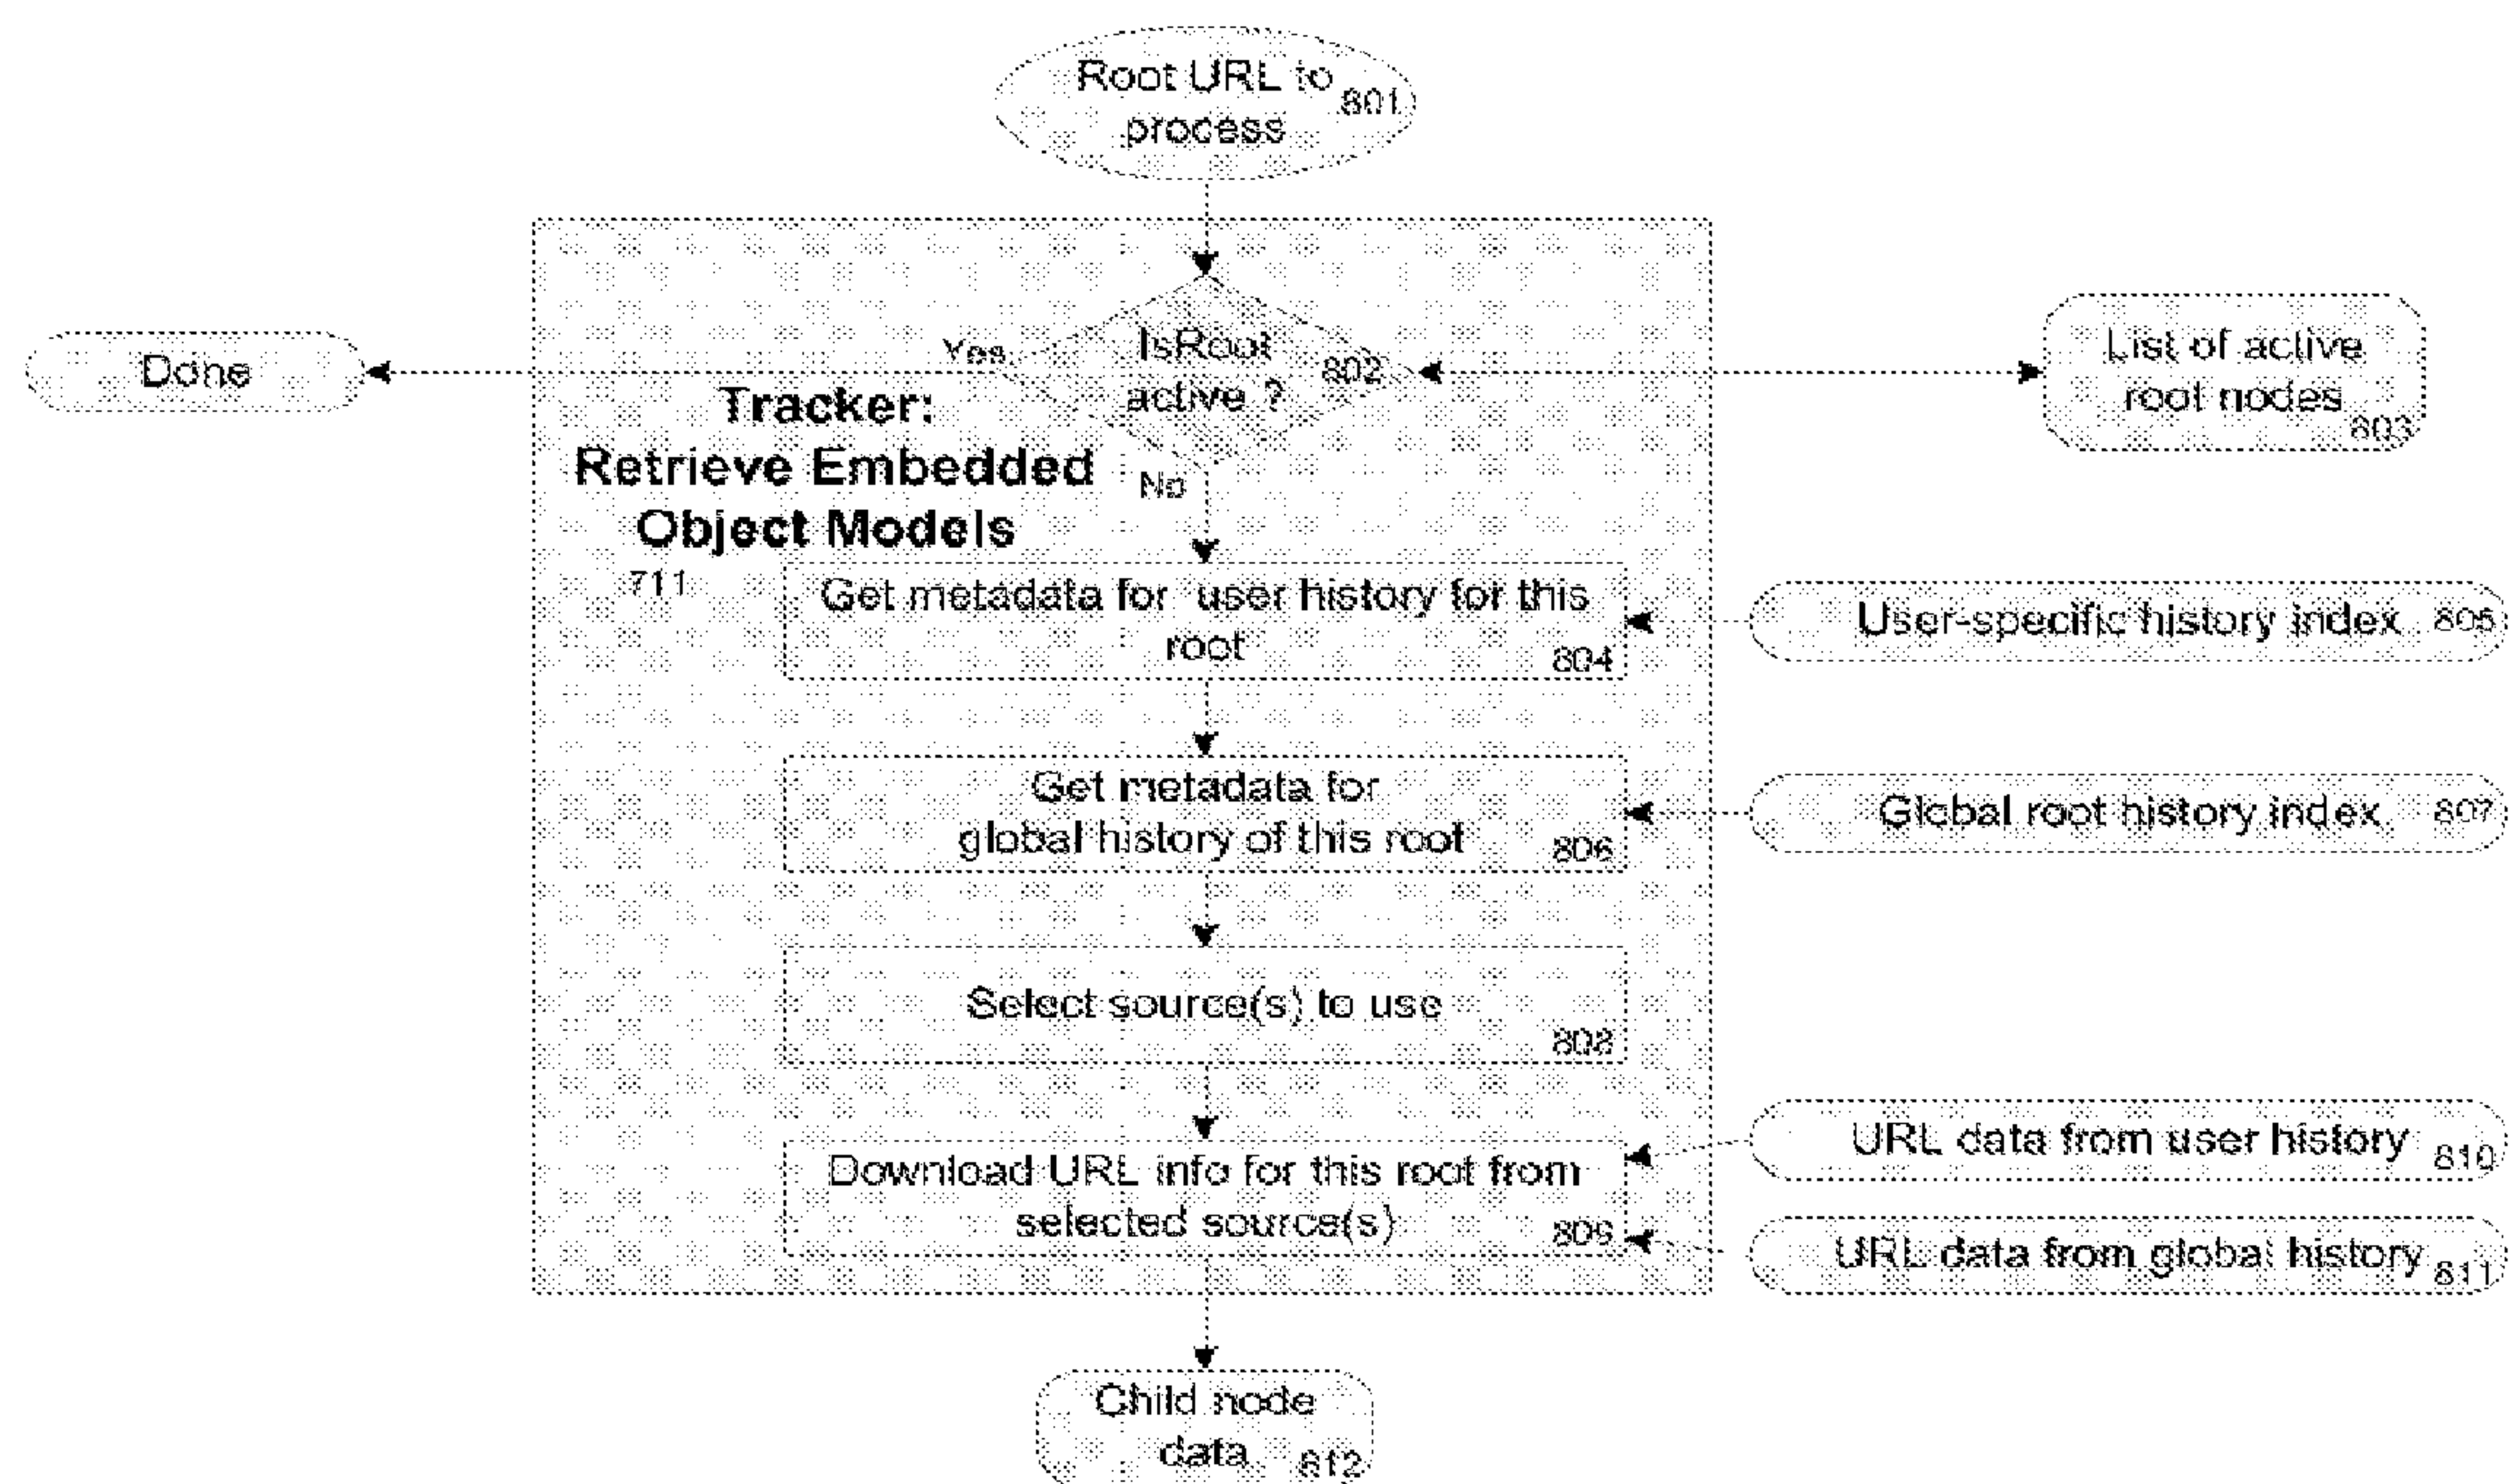 Root URL to
process
801
Yes
IsRoot
active ?
802
Done
List of active
root nodes
803
Tracker:
Retrieve Embedded
Object Models
711
No
Get metadata for user history for this
root
804
User-specific history index
805
Get metadata for
global history of this root
806
Global root history index
807
Select source(s) to use
808
Download URL info for this root from
selected source(s)
809
URL data from user history
810
URL data from global history
811
Child node
data
812